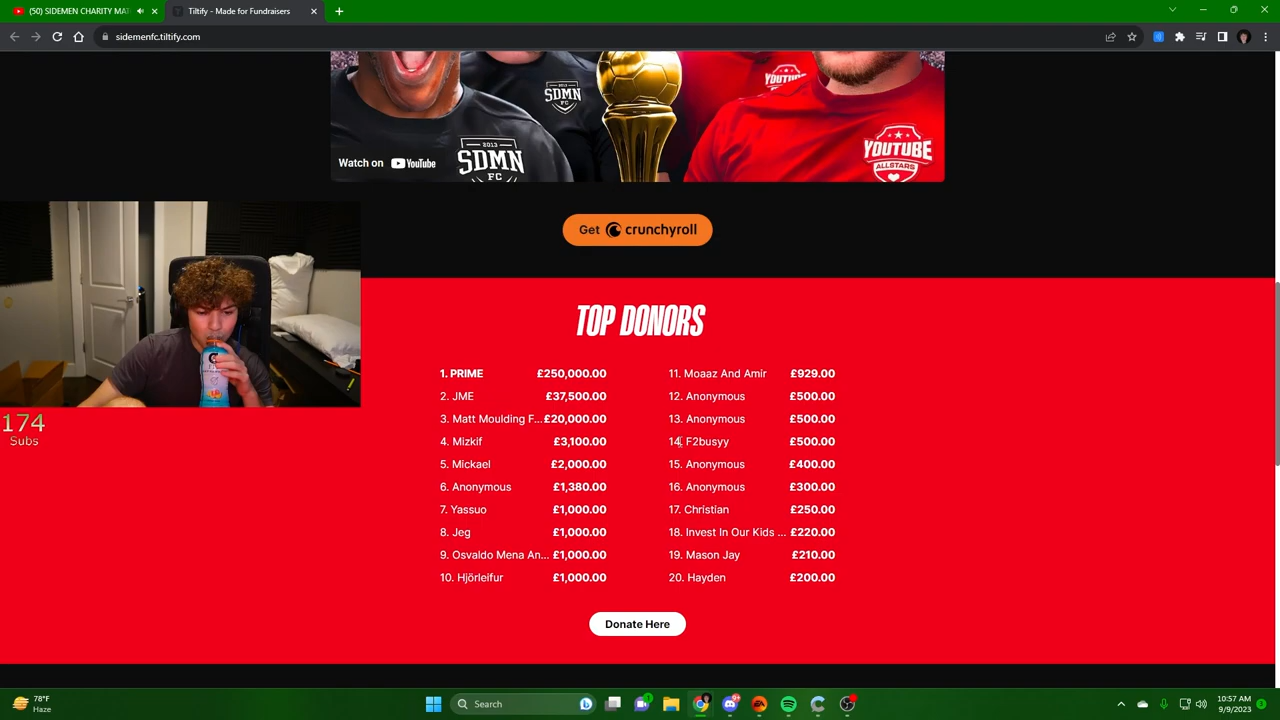 (50) SIDEMEN CHARITY MAT
Tiltify - Made for Fundraisers
sidemenfc.tiltify.com
SDMN
YOUTUBE
2013
SDMN
FC
Watch on YouTube
YOUTUBE
ALLSTARS
Get crunchyroll
TOP DONORS
1. PRIME £250,000.00
2. JME £37,500.00
3. Matt Moulding F... £20,000.00
4. Mizkif £3,100.00
5. Mickael £2,000.00
6. Anonymous £1,380.00
7. Yassuo £1,000.00
8. Jeg £1,000.00
9. Osvaldo Mena An... £1,000.00
10. Hjörleifur £1,000.00
11. Moaaz And Amir £929.00
12. Anonymous £500.00
13. Anonymous £500.00
14. F2busyy £500.00
15. Anonymous £400.00
16. Anonymous £300.00
17. Christian £250.00
18. Invest In Our Kids ... £220.00
19. Mason Jay £210.00
20. Hayden £200.00
Donate Here
174
Subs
78°F
Haze
Search
10:57 AM
9/9/2023